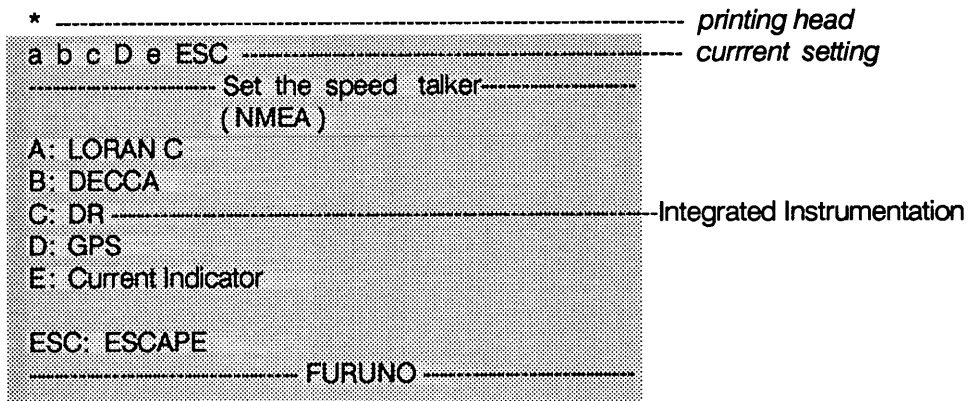 * printing head
a b c D e ESC currrent setting
Set the speed talker
(NMEA)
A: LORAN C
B: DECCA
C: DR Integrated Instrumentation
D: GPS
E: Current Indicator
ESC: ESCAPE
FURUNO